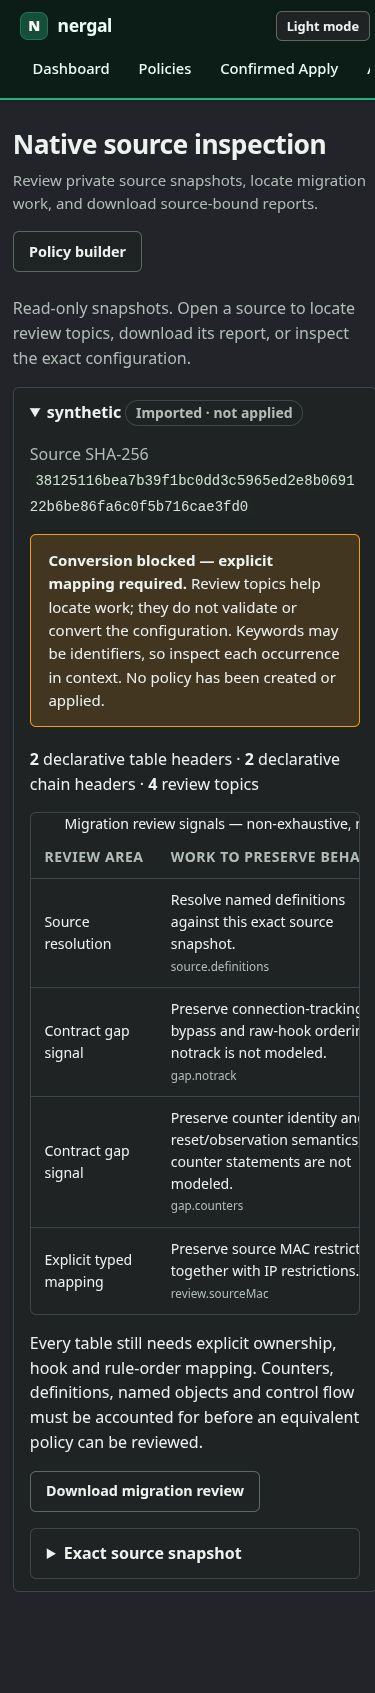 N nergal
Light mode
Dashboard Policies Confirmed Apply
Native source inspection
Review private source snapshots, locate migration
work, and download source-bound reports.
Policy builder
Read-only snapshots. Open a source to locate
review topics, download its report, or inspect
the exact configuration.
▼ synthetic Imported · not applied
Source SHA-256
38125116bea7b39f1bc0dd3c5965ed2e8b0691
22b6be86fa6c0f5b716cae3fd0
Conversion blocked — explicit
mapping required. Review topics help
locate work; they do not validate or
convert the configuration. Keywords may
be identifiers, so inspect each occurrence
in context. No policy has been created or
applied.
2 declarative table headers · 2 declarative
chain headers · 4 review topics
Migration review signals — non-exhaustive,
REVIEW AREA WORK TO PRESERVE BEHA
Source
resolution
Resolve named definitions
against this exact source
snapshot.
source.definitions
Contract gap
signal
Preserve connection-tracking
bypass and raw-hook orderin
notrack is not modeled.
gap.notrack
Contract gap
signal
Preserve counter identity and
reset/observation semantics
counter statements are not
modeled.
gap.counters
Explicit typed
mapping
Preserve source MAC restrict
together with IP restrictions.
review.sourceMac
Every table still needs explicit ownership,
hook and rule-order mapping. Counters,
definitions, named objects and control flow
must be accounted for before an equivalent
policy can be reviewed.
Download migration review
▶ Exact source snapshot